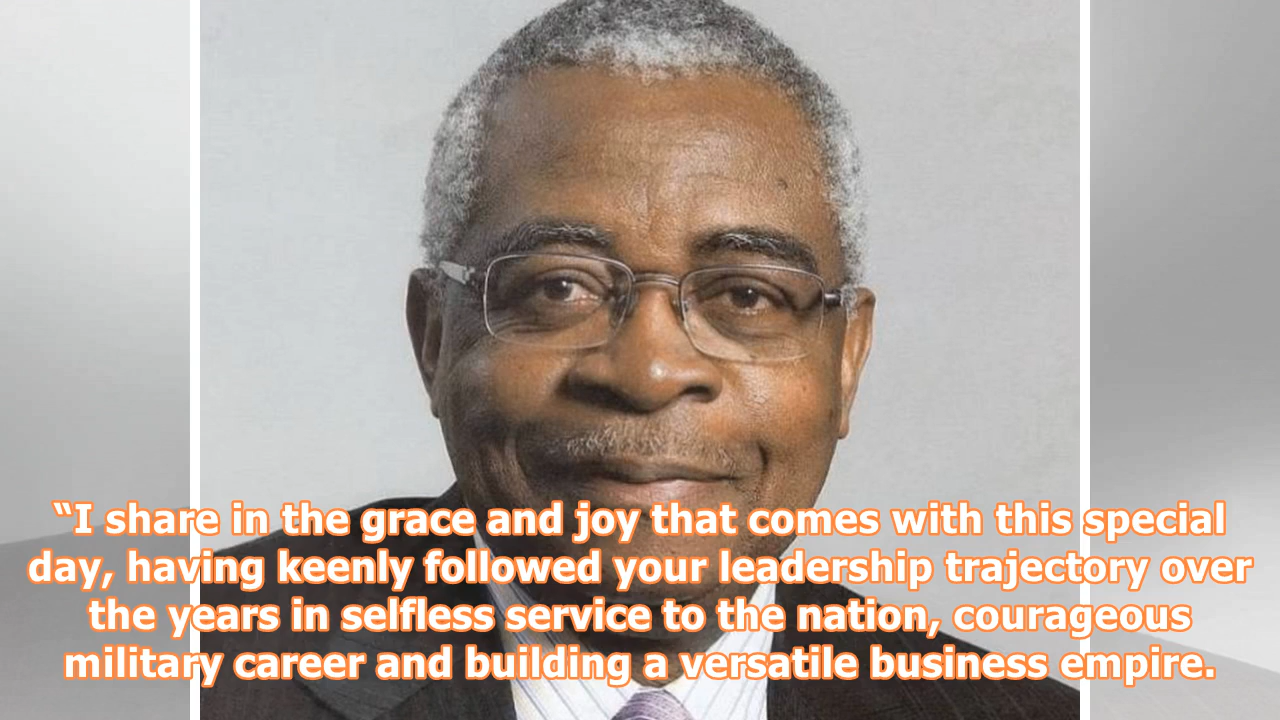 “I share in the grace and joy that comes with this special
day, having keenly followed your leadership trajectory over
the years in selfless service to the nation, courageous
military career and building a versatile business empire.